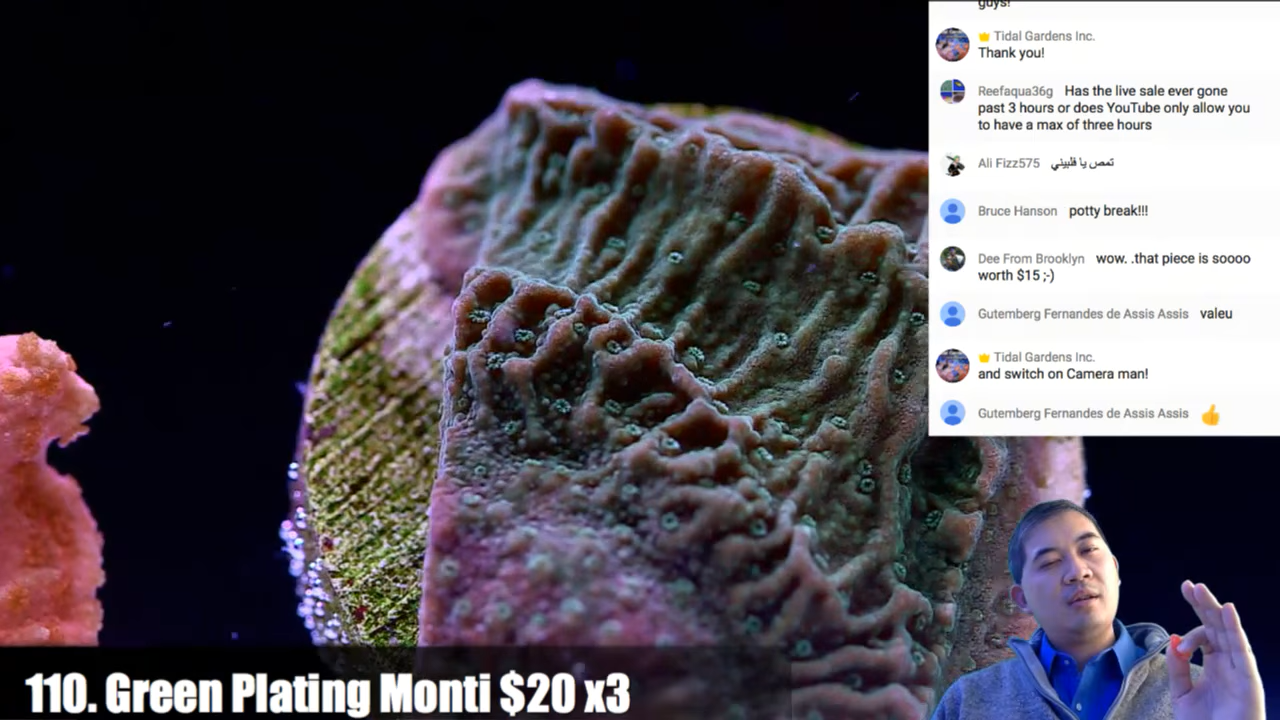 guys!
Tidal Gardens Inc.
Thank you!
Reefaqua36g Has the live sale ever gone
past 3 hours or does YouTube only allow you
to have a max of three hours
Ali Fizz575 تمص يا قلبيني
Bruce Hanson potty break!!!
Dee From Brooklyn wow. .that piece is soooo
worth $15 ;-)
Gutemberg Fernandes de Assis Assis valeu
Tidal Gardens Inc.
and switch on Camera man!
Gutemberg Fernandes de Assis Assis 👍
110. Green Plating Monti $20 x3